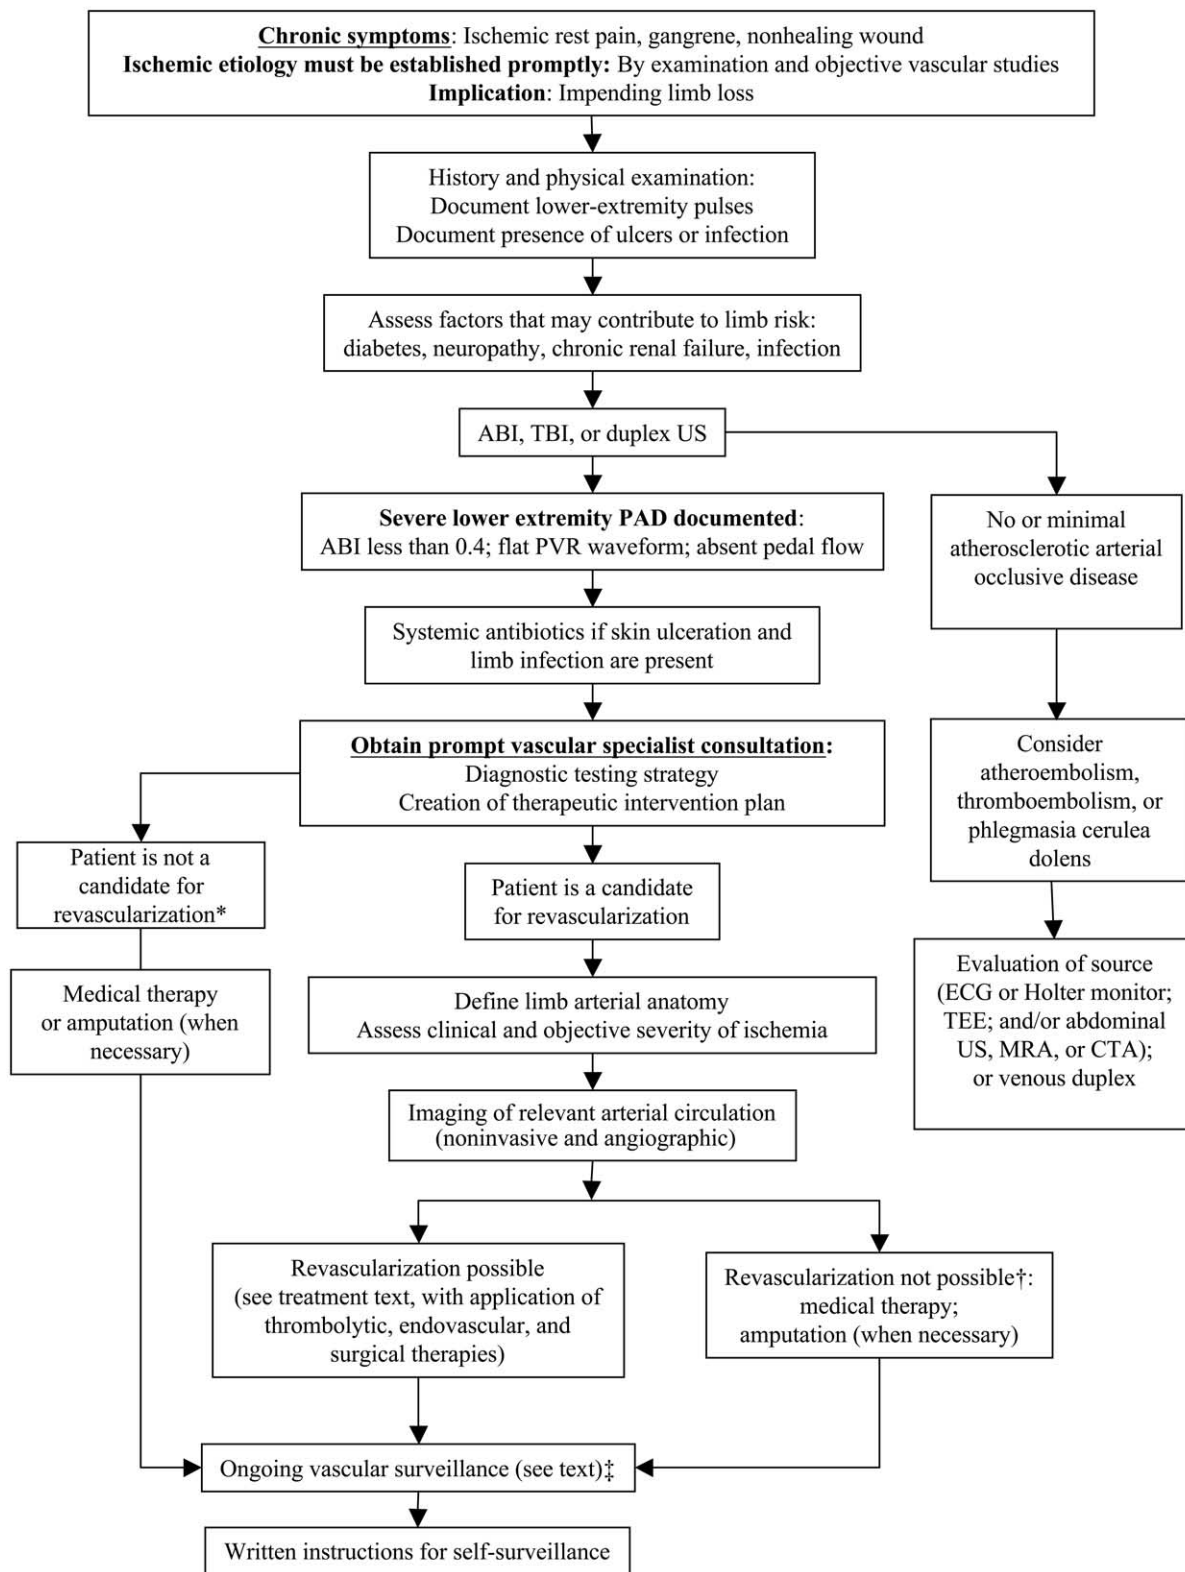 Chronic symptoms: Ischemic rest pain, gangrene, nonhealing wound
Ischemic etiology must be established promptly: By examination and objective vascular studies
Implication: Impending limb loss
History and physical examination:
Document lower-extremity pulses
Document presence of ulcers or infection
Assess factors that may contribute to limb risk:
diabetes, neuropathy, chronic renal failure, infection
ABI, TBI, or duplex US
Severe lower extremity PAD documented:
ABI less than 0.4; flat PVR waveform; absent pedal flow
No or minimal
atherosclerotic arterial
occlusive disease
Systemic antibiotics if skin ulceration and
limb infection are present
Obtain prompt vascular specialist consultation:
Diagnostic testing strategy
Creation of therapeutic intervention plan
Consider
atheroembolism,
thromboembolism, or
phlegmasia cerulea
dolens
Patient is not a
candidate for
revascularization*
Patient is a candidate
for revascularization
Evaluation of source
(ECG or Holter monitor;
TEE; and/or abdominal
US, MRA, or CTA);
or venous duplex
Medical therapy
or amputation (when
necessary)
Define limb arterial anatomy
Assess clinical and objective severity of ischemia
Imaging of relevant arterial circulation
(noninvasive and angiographic)
Revascularization possible
(see treatment text, with application of
thrombolytic, endovascular, and
surgical therapies)
Revascularization not possible†:
medical therapy;
amputation (when necessary)
Ongoing vascular surveillance (see text)‡
Written instructions for self-surveillance